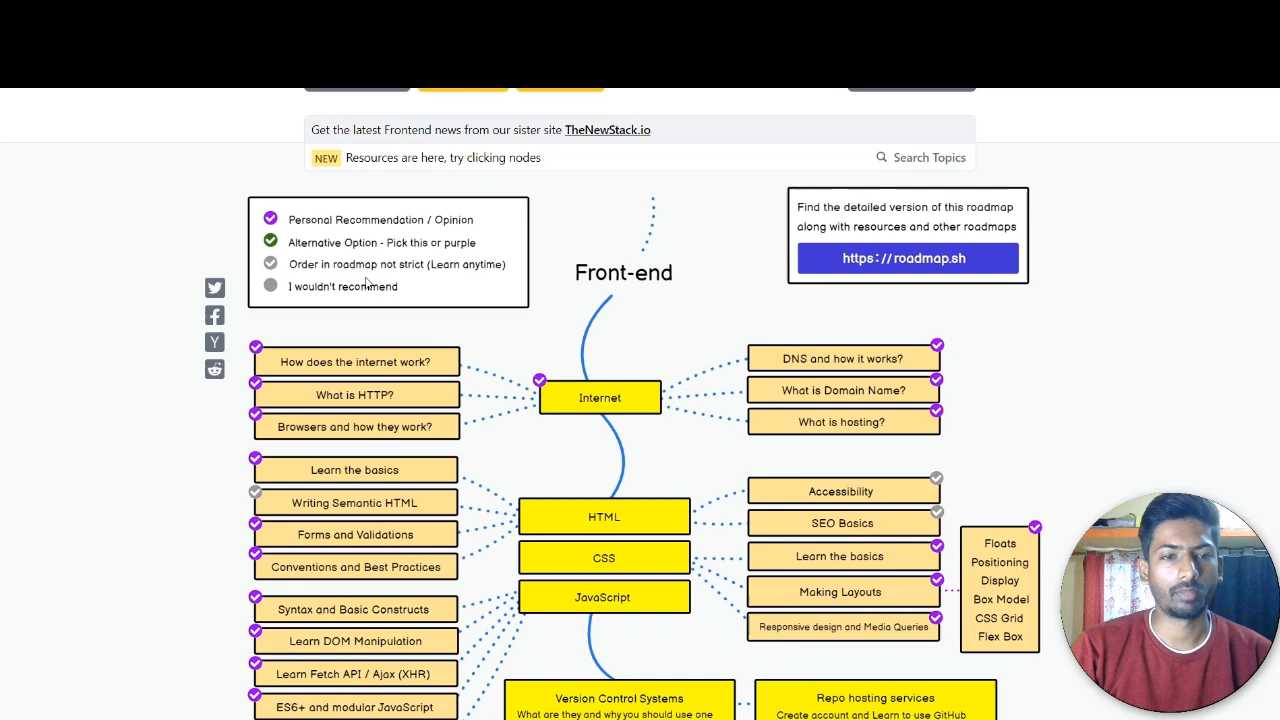 Get the latest Frontend news from our sister site TheNewStack.io
NEW Resources are here, try clicking nodes
Search Topics
Personal Recommendation / Opinion
Alternative Option - Pick this or purple
Order in roadmap not strict (Learn anytime)
I wouldn't recommend
Find the detailed version of this roadmap
along with resources and other roadmaps
https://roadmap.sh
Front-end
How does the internet work?
What is HTTP?
Browsers and how they work?
Internet
DNS and how it works?
What is Domain Name?
What is hosting?
Learn the basics
Writing Semantic HTML
Forms and Validations
Conventions and Best Practices
HTML
Accessibility
SEO Basics
CSS
Learn the basics
Making Layouts
Responsive design and Media Queries
Floats
Positioning
Display
Box Model
CSS Grid
Flex Box
JavaScript
Syntax and Basic Constructs
Learn DOM Manipulation
Learn Fetch API / Ajax (XHR)
ES6+ and modular JavaScript
Version Control Systems
What are they and why you should use one
Repo hosting services
Create account and Learn to use GitHub